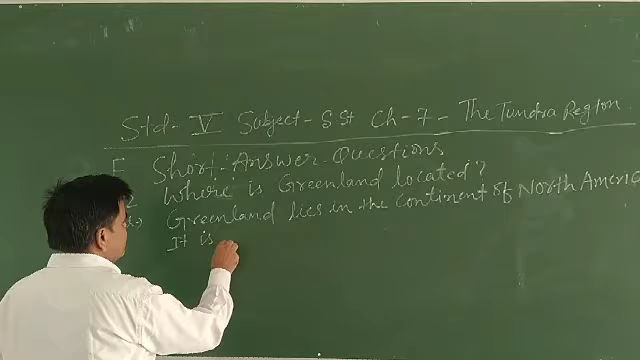 Std- V Subject- S St Ch-7- The Tundra Region
E Short Answer Questions
Where is Greenland located?
Greenland lies in the continent of North America
It is